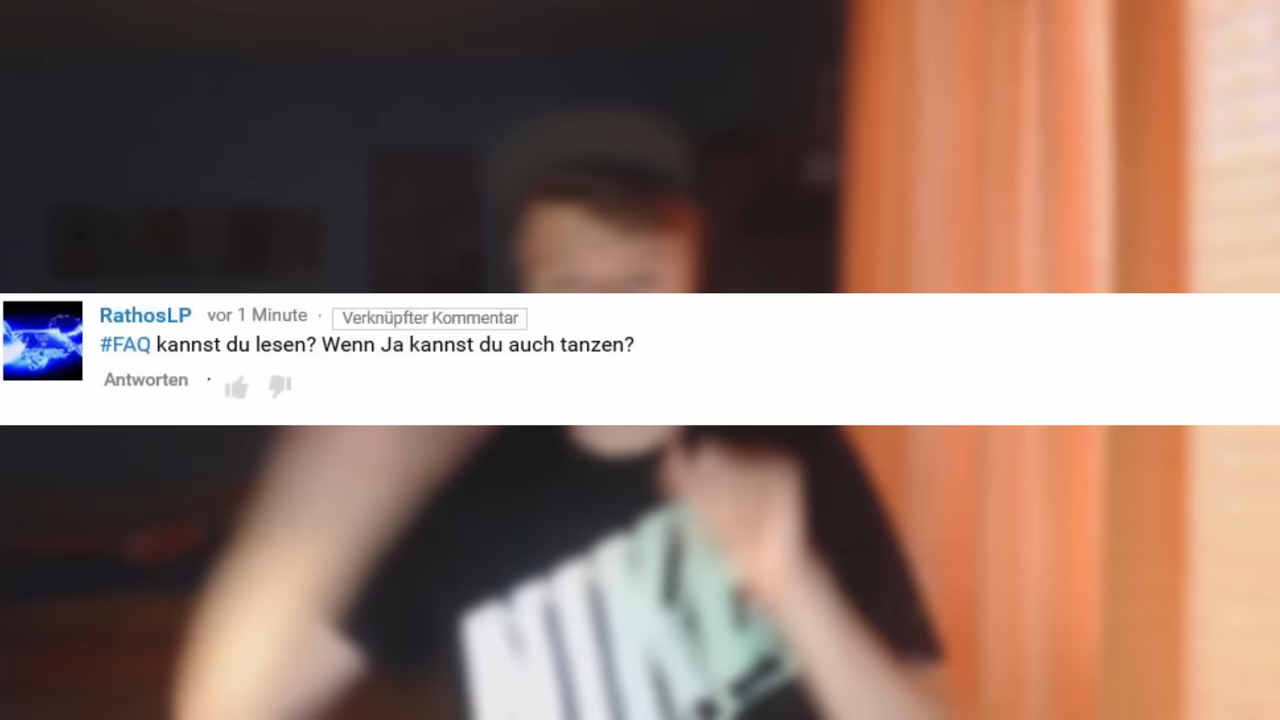 RathosLP vor 1 Minute · Verknüpfter Kommentar
#FAQ kannst du lesen? Wenn Ja kannst du auch tanzen?
Antworten ·